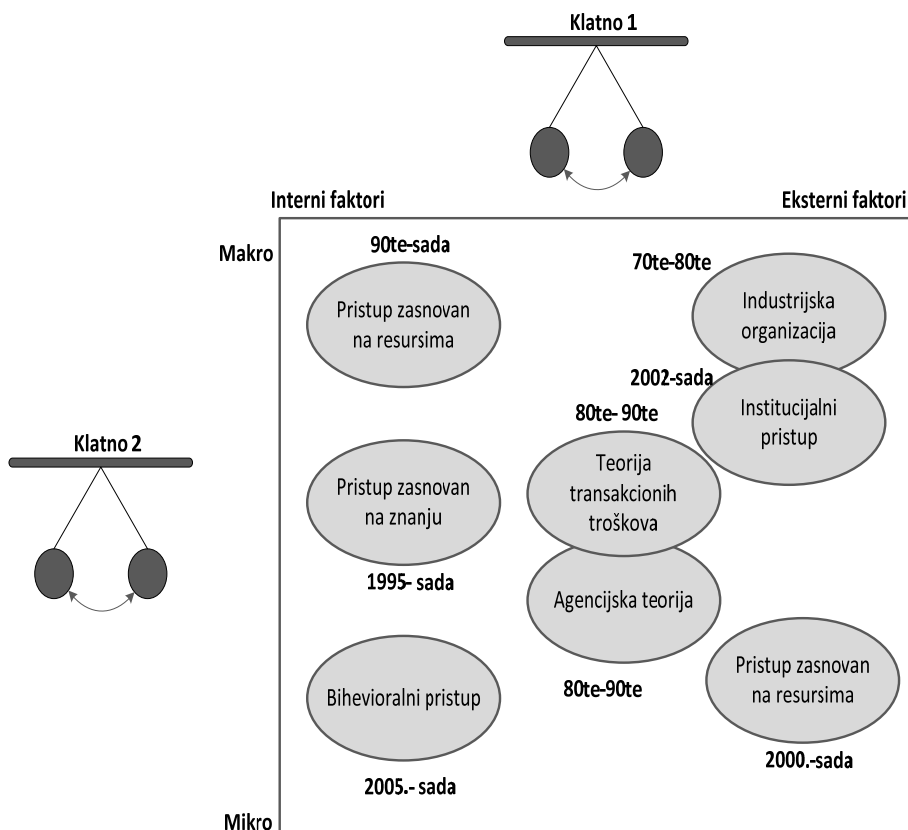 Klatno 1
Interni faktori
Eksterni faktori
Makro
90te-sada
Pristup zasnovan
na resursima
70te-80te
Industrijska
organizacija
2002-sada
Institucijalni
pristup
80te- 90te
Teorija
transakcionih
troškova
Klatno 2
Pristup zasnovan
na znanju
1995- sada
Agencijska teorija
80te-90te
Bihevioralni pristup
2005.- sada
Pristup zasnovan
na resursima
2000.-sada
Mikro